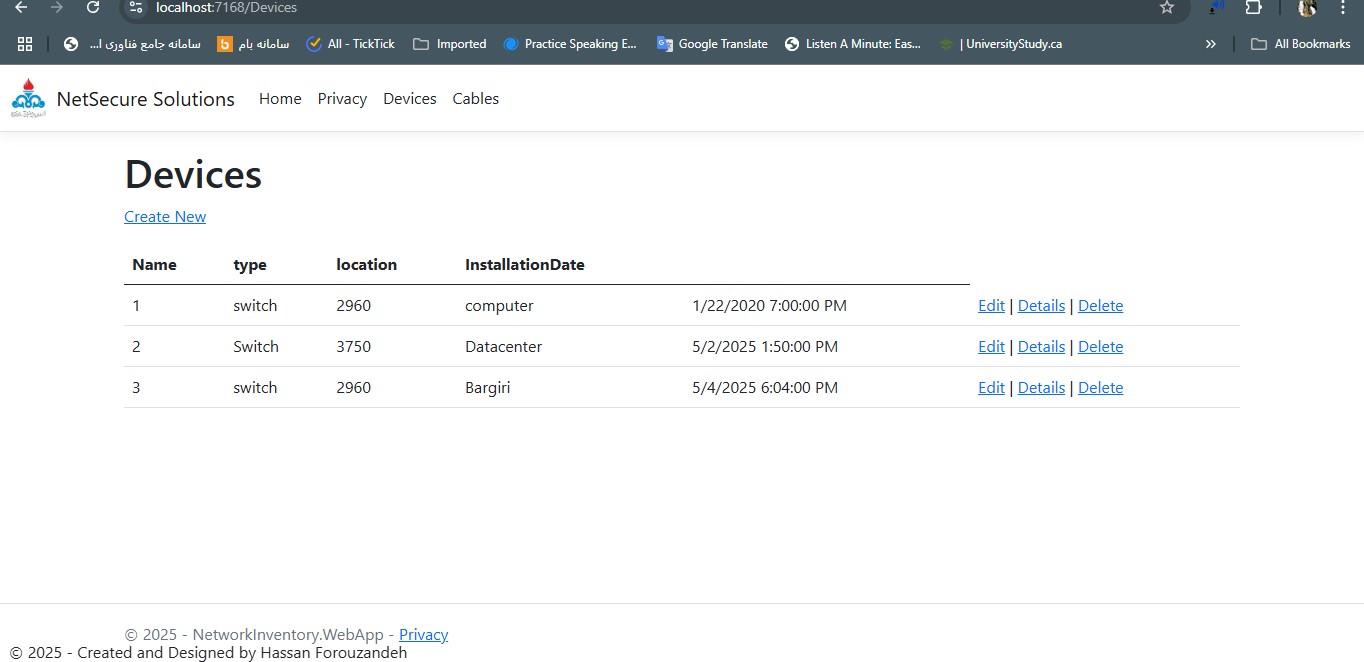 localhost:7168/Devices
سامانه جامع فناوری ا... سامانه بام All - TickTick Imported Practice Speaking E... Google Translate Listen A Minute: Eas... | UniversityStudy.ca » All Bookmarks
NetSecure Solutions Home Privacy Devices Cables
Devices
Create New
Name type location InstallationDate
1 switch 2960 computer 1/22/2020 7:00:00 PM Edit | Details | Delete
2 Switch 3750 Datacenter 5/2/2025 1:50:00 PM Edit | Details | Delete
3 switch 2960 Bargiri 5/4/2025 6:04:00 PM Edit | Details | Delete
© 2025 - NetworkInventory.WebApp - Privacy
© 2025 - Created and Designed by Hassan Forouzandeh